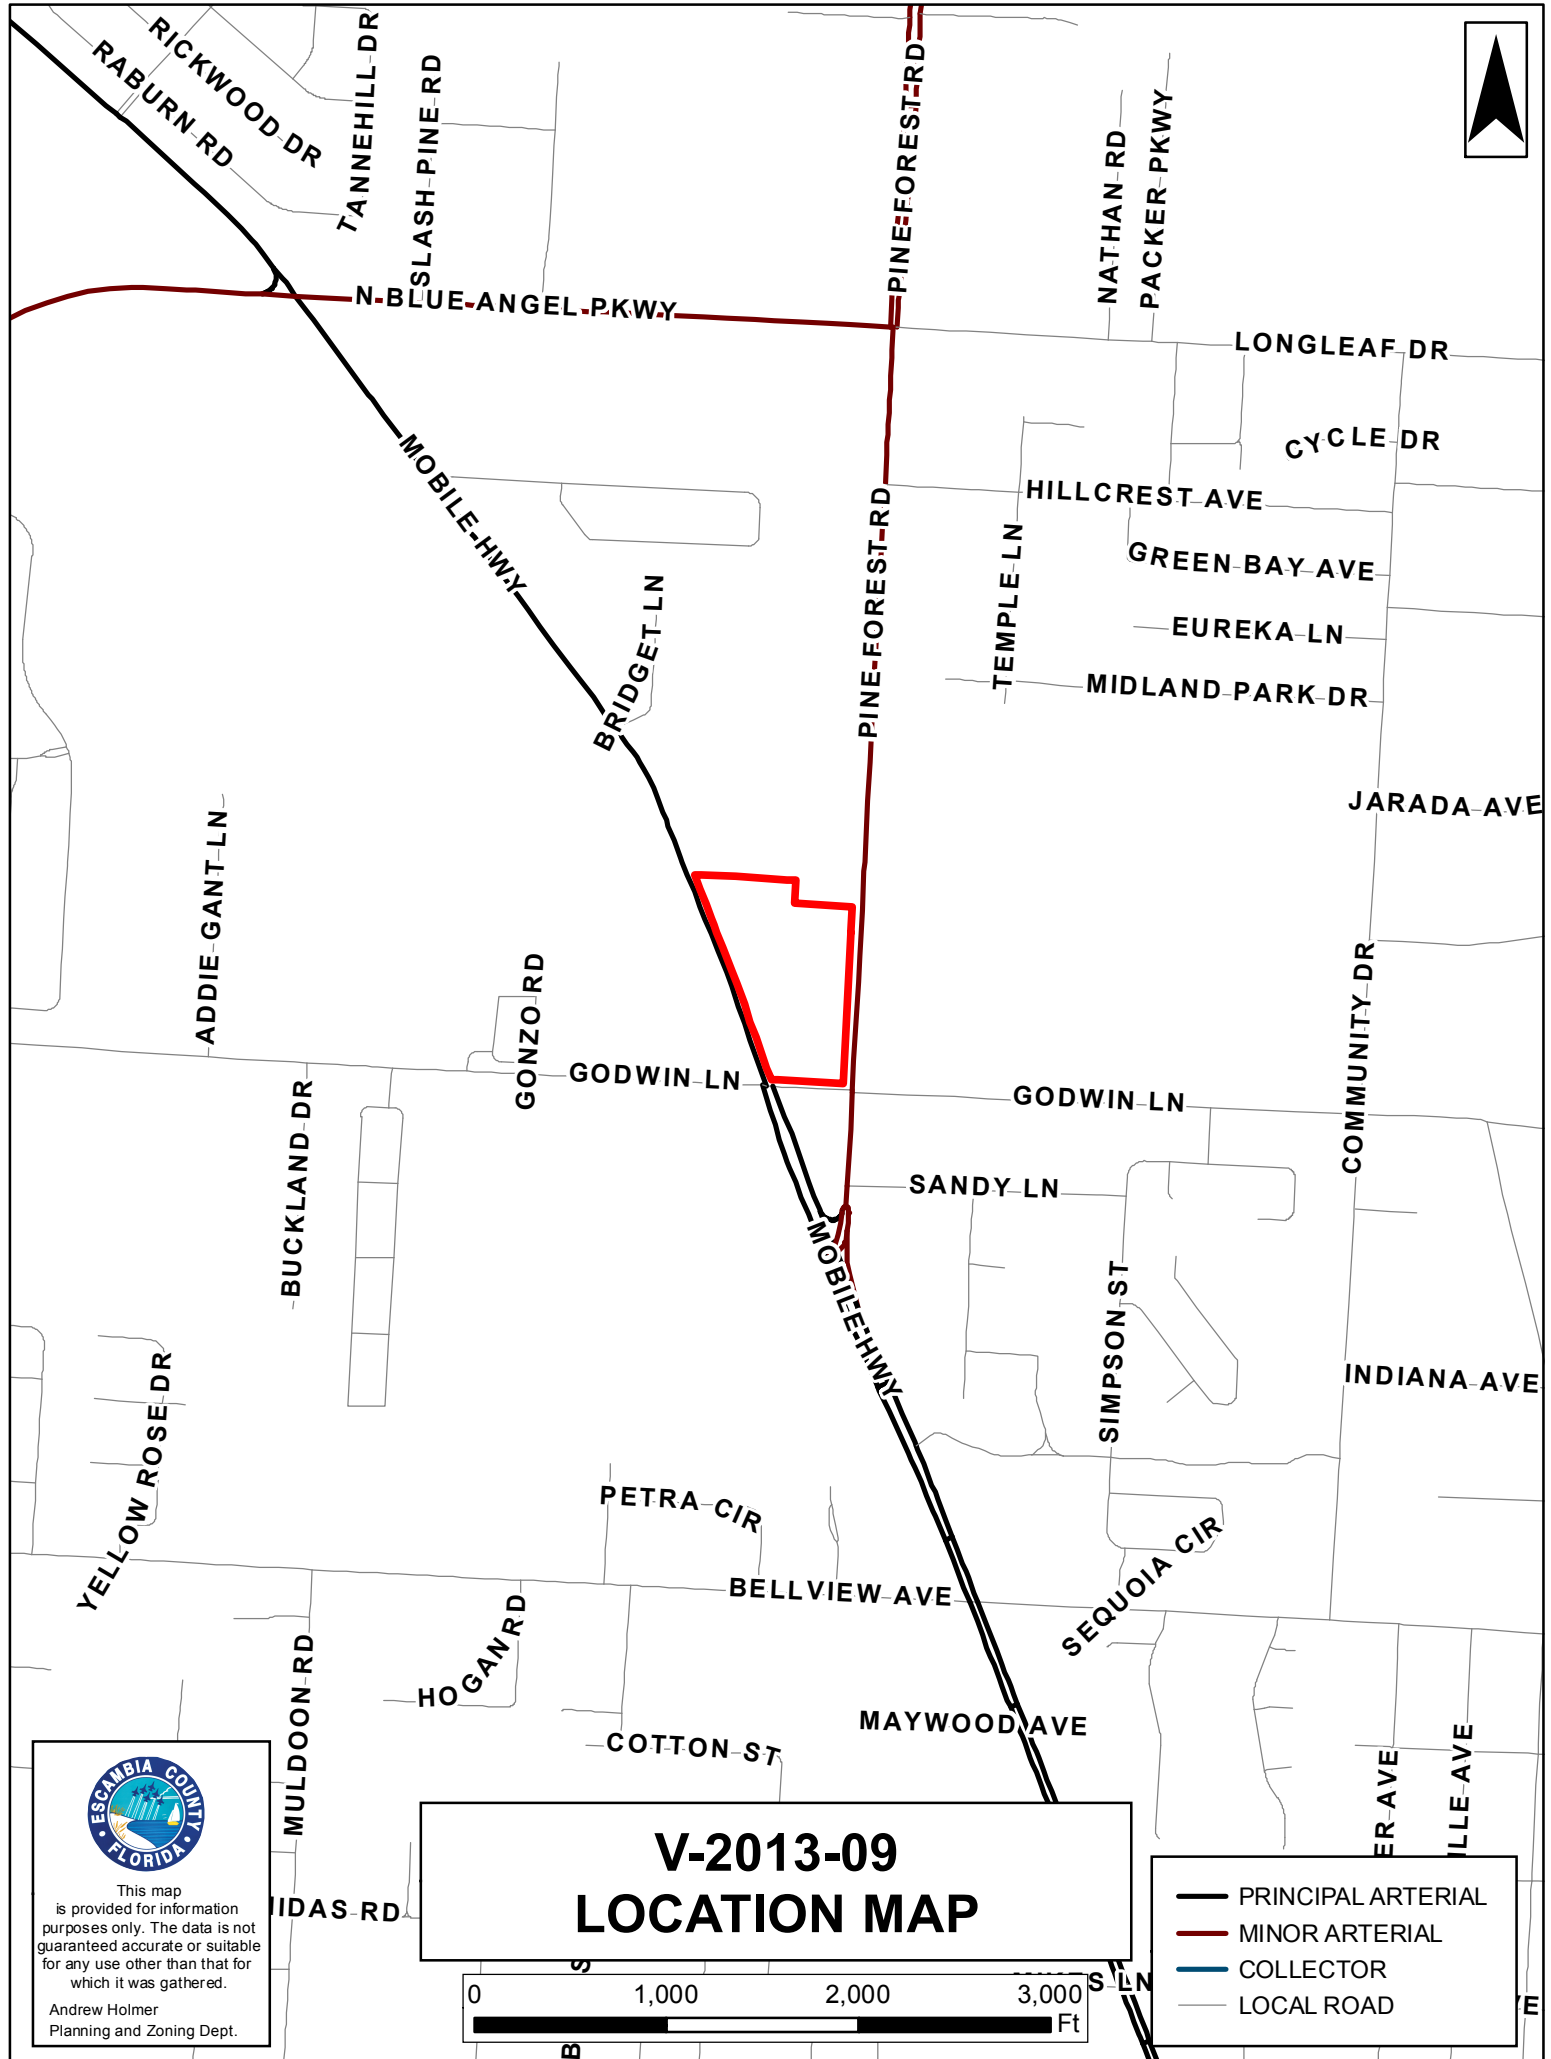 RICKWOOD DR
RABURN RD
TANNEHILL DR
SLASH PINE RD
PINE FOREST RD
NATHAN RD
PACKER PKWY
N BLUE ANGEL PKWY
LONGLEAF DR
CYCLE DR
MOBILE HWY
HILLCREST AVE
PINE FOREST RD
TEMPLE LN
GREEN BAY AVE
BRIDGET LN
EUREKA LN
MIDLAND PARK DR
JARADA AVE
ADDIE GANT LN
GONZO RD
COMMUNITY DR
GODWIN LN
GODWIN LN
BUCKLAND DR
SANDY LN
MOBILE HWY
SIMPSON ST
INDIANA AVE
YELLOW ROSE DR
PETRA CIR
SEQUOIA CIR
BELLVIEW AVE
HOGAN RD
MULDOON RD
MAYWOOD AVE
COTTON ST
ER AVE
ILLE AVE
IDAS RD
S LN
E
S
B
ESCAMBIA COUNTY
FLORIDA
This map
is provided for information
purposes only. The data is not
guaranteed accurate or suitable
for any use other than that for
which it was gathered.
Andrew Holmer
Planning and Zoning Dept.
V-2013-09
LOCATION MAP
0 1,000 2,000 3,000
Ft
PRINCIPAL ARTERIAL
MINOR ARTERIAL
COLLECTOR
LOCAL ROAD